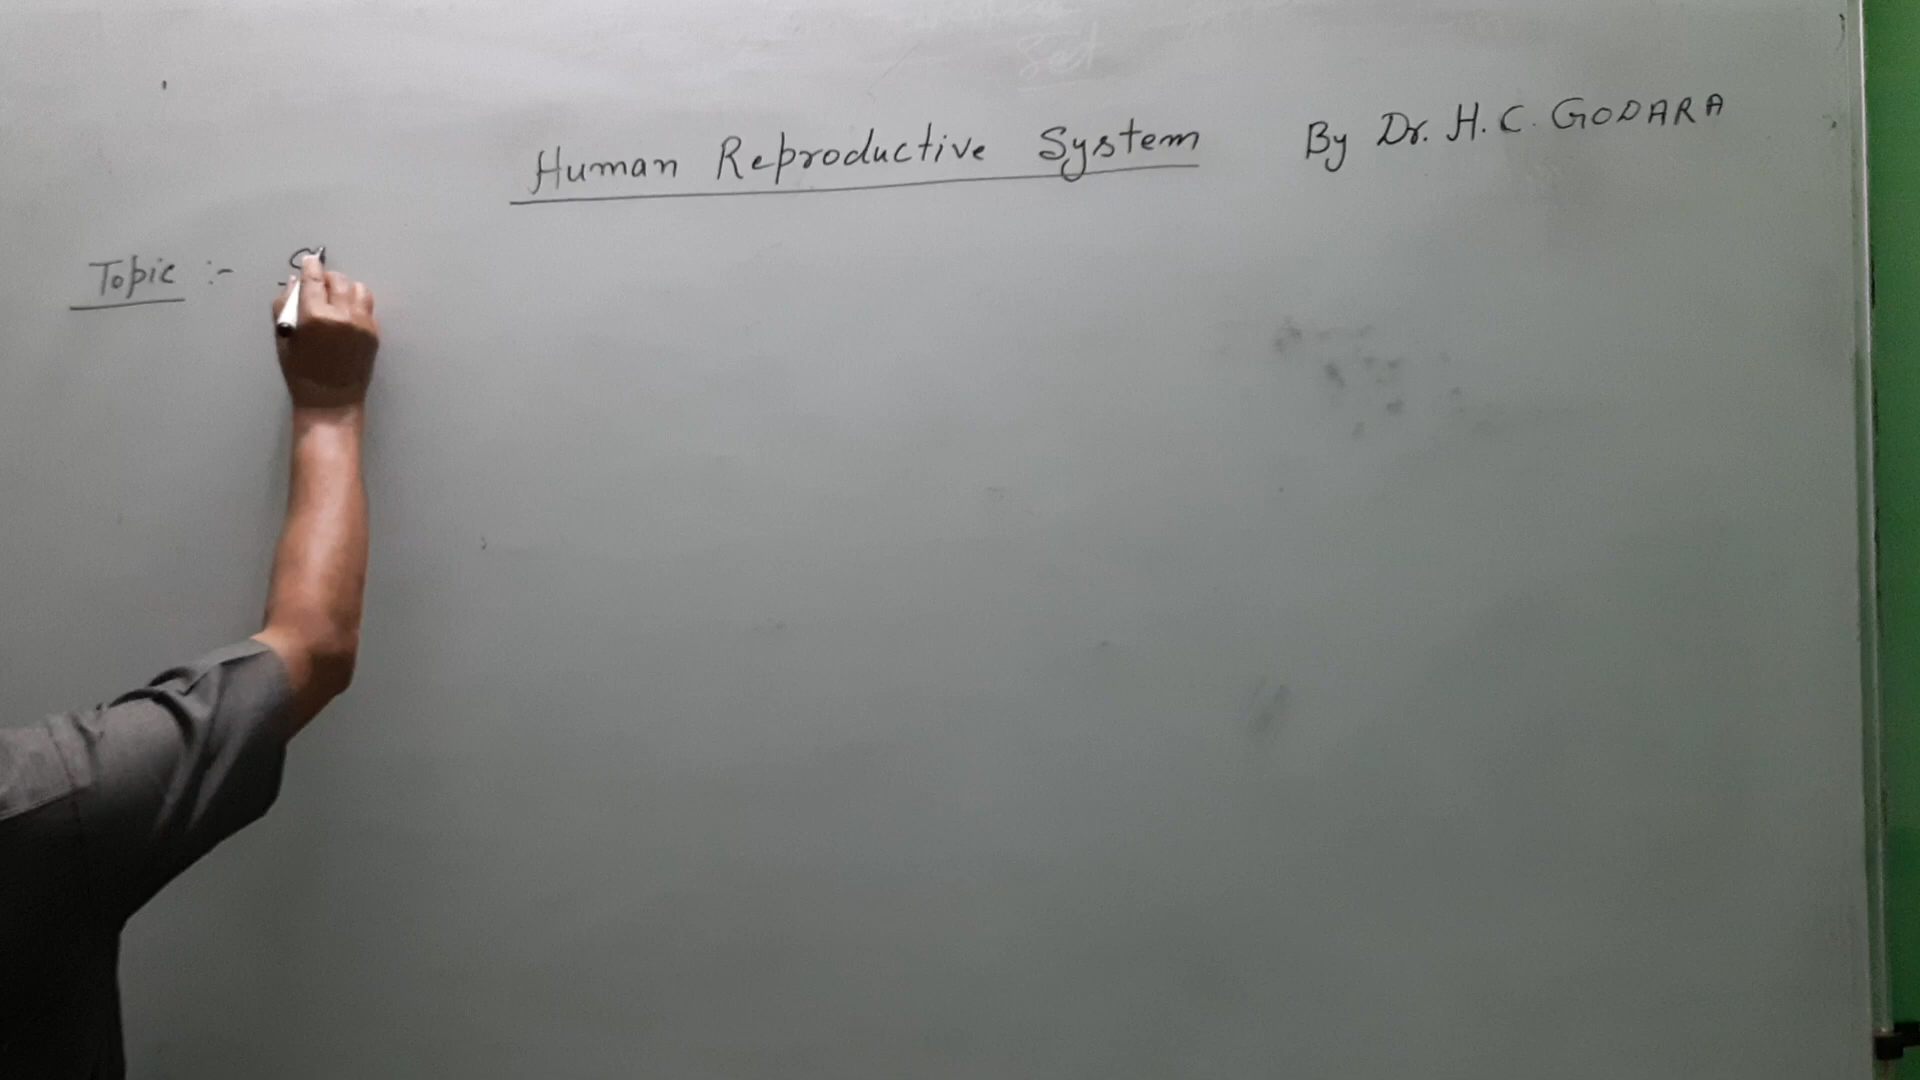 Human Reproductive System By Dr. H. C. GODARA
Topic :-